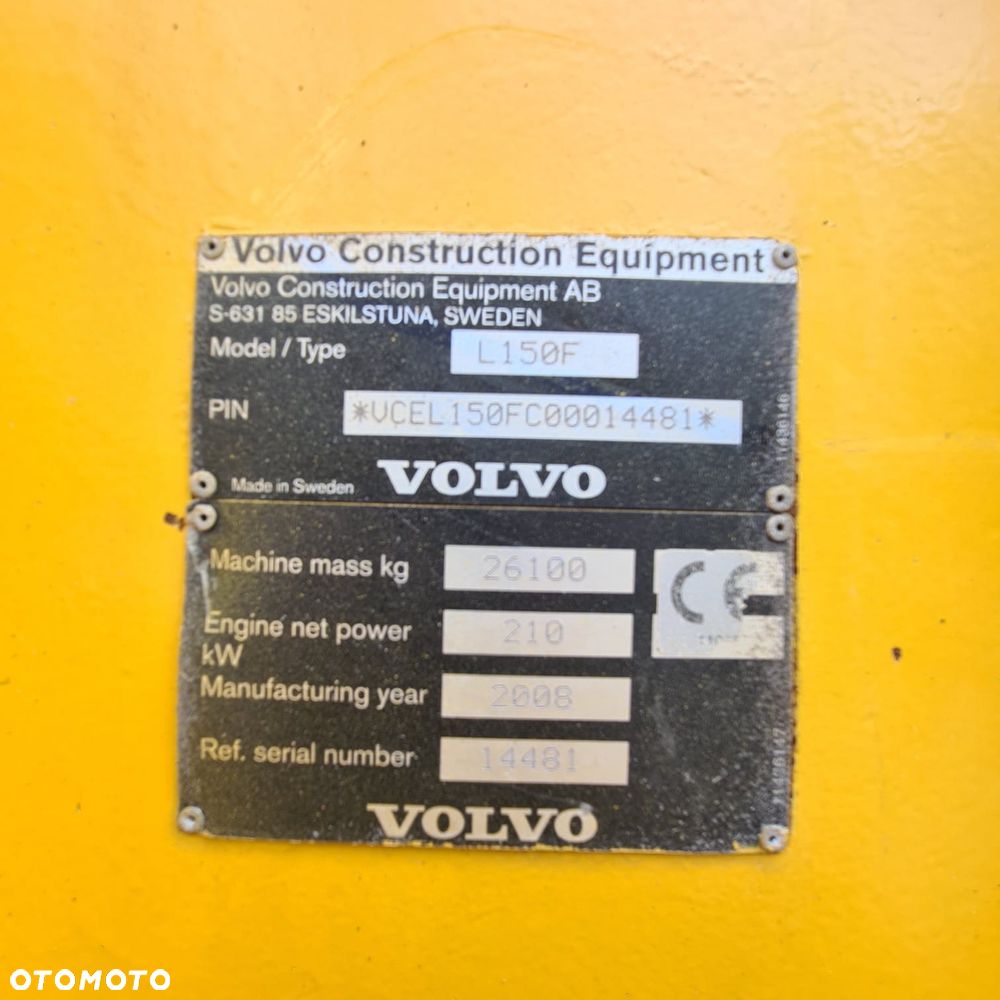 Volvo Construction Equipment
Volvo Construction Equipment AB
S-631 85 ESKILSTUNA, SWEDEN
Model / Type L150F
PIN *VCEL150FC00014481*
Made in Sweden VOLVO
Machine mass kg 26100
CE
Engine net power kW 210
Manufacturing year 2008
Ref. serial number 14481
VOLVO
OTOMOTO